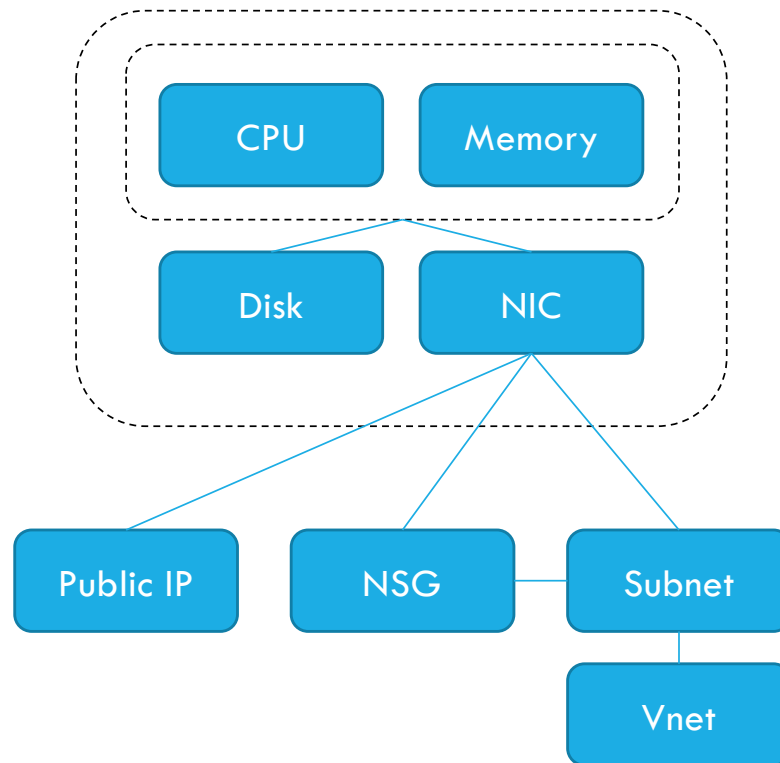 CPU
Memory
Disk
NIC
Public IP
NSG
Subnet
Vnet